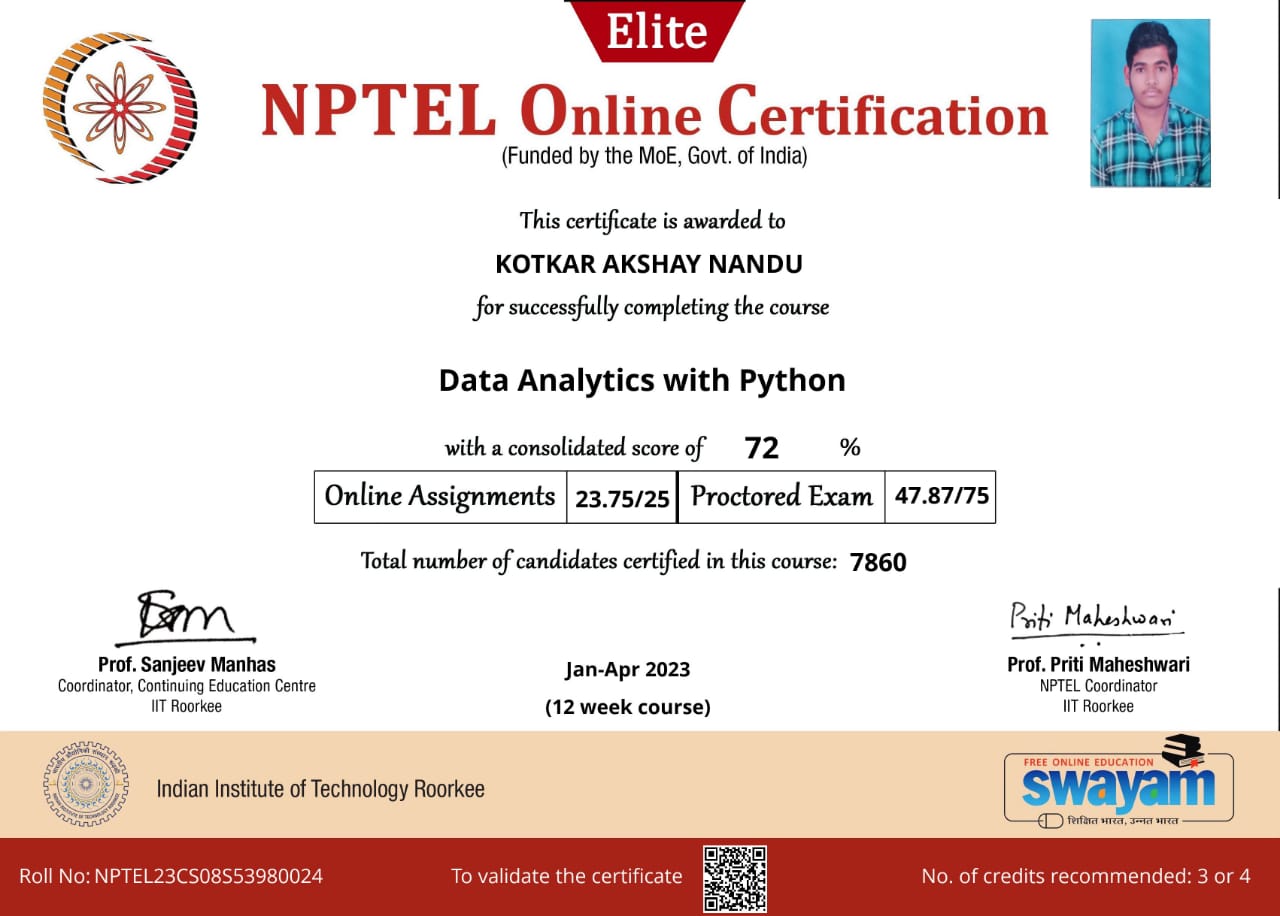 Elite
NPTEL Online Certification
(Funded by the MoE, Govt. of India)
This certificate is awarded to
KOTKAR AKSHAY NANDU
for successfully completing the course
Data Analytics with Python
with a consolidated score of 72 %
Online Assignments 23.75/25 Proctored Exam 47.87/75
Total number of candidates certified in this course: 7860
Priti Maheshwari
Prof. Sanjeev Manhas
Coordinator, Continuing Education Centre
IIT Roorkee
Jan-Apr 2023
(12 week course)
Prof. Priti Maheshwari
NPTEL Coordinator
IIT Roorkee
Indian Institute of Technology Roorkee
FREE ONLINE EDUCATION
swayam
शिक्षित भारत, उन्नत भारत
Roll No: NPTEL23CS08S53980024
To validate the certificate
No. of credits recommended: 3 or 4